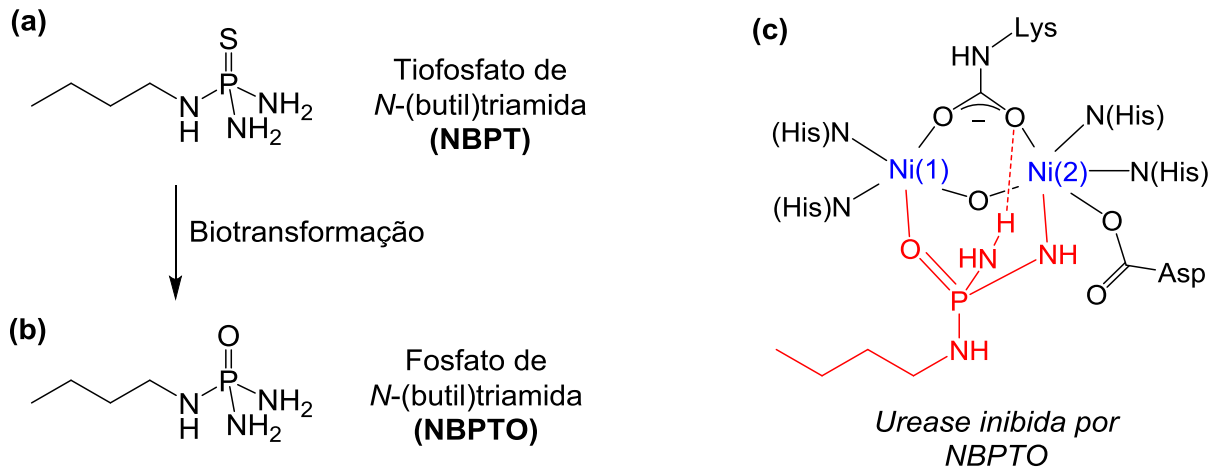 (a)
S
P
N
H
NH2
NH2
Tiofosfato de
N-(butil)triamida
(NBPT)
Biotransformação
(b)
O
P
N
H
NH2
NH2
Fosfato de
N-(butil)triamida
(NBPTO)
(c)
Lys
HN
O
–
O
(His)N
N(His)
Ni(1)
Ni(2)
N(His)
(His)N
O
H
O
O
HN
NH
Asp
O
P
NH
Urease inibida por
NBPTO